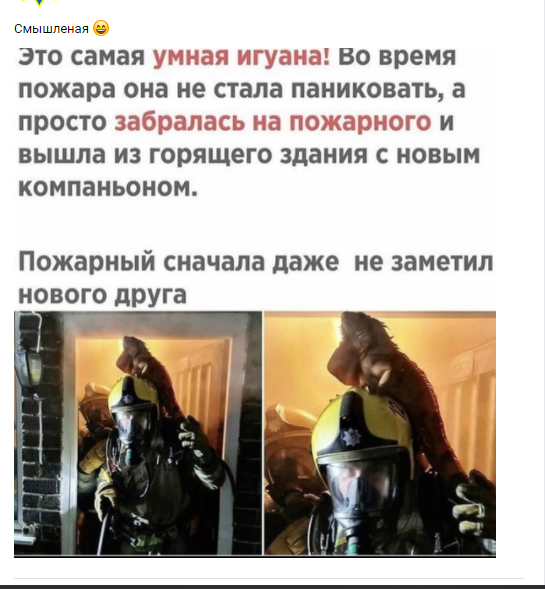 Смышленая 😄
Это самая умная игуана! Во время
пожара она не стала паниковать, а
просто забралась на пожарного и
вышла из горящего здания с новым
компаньоном.
Пожарный сначала даже не заметил
нового друга